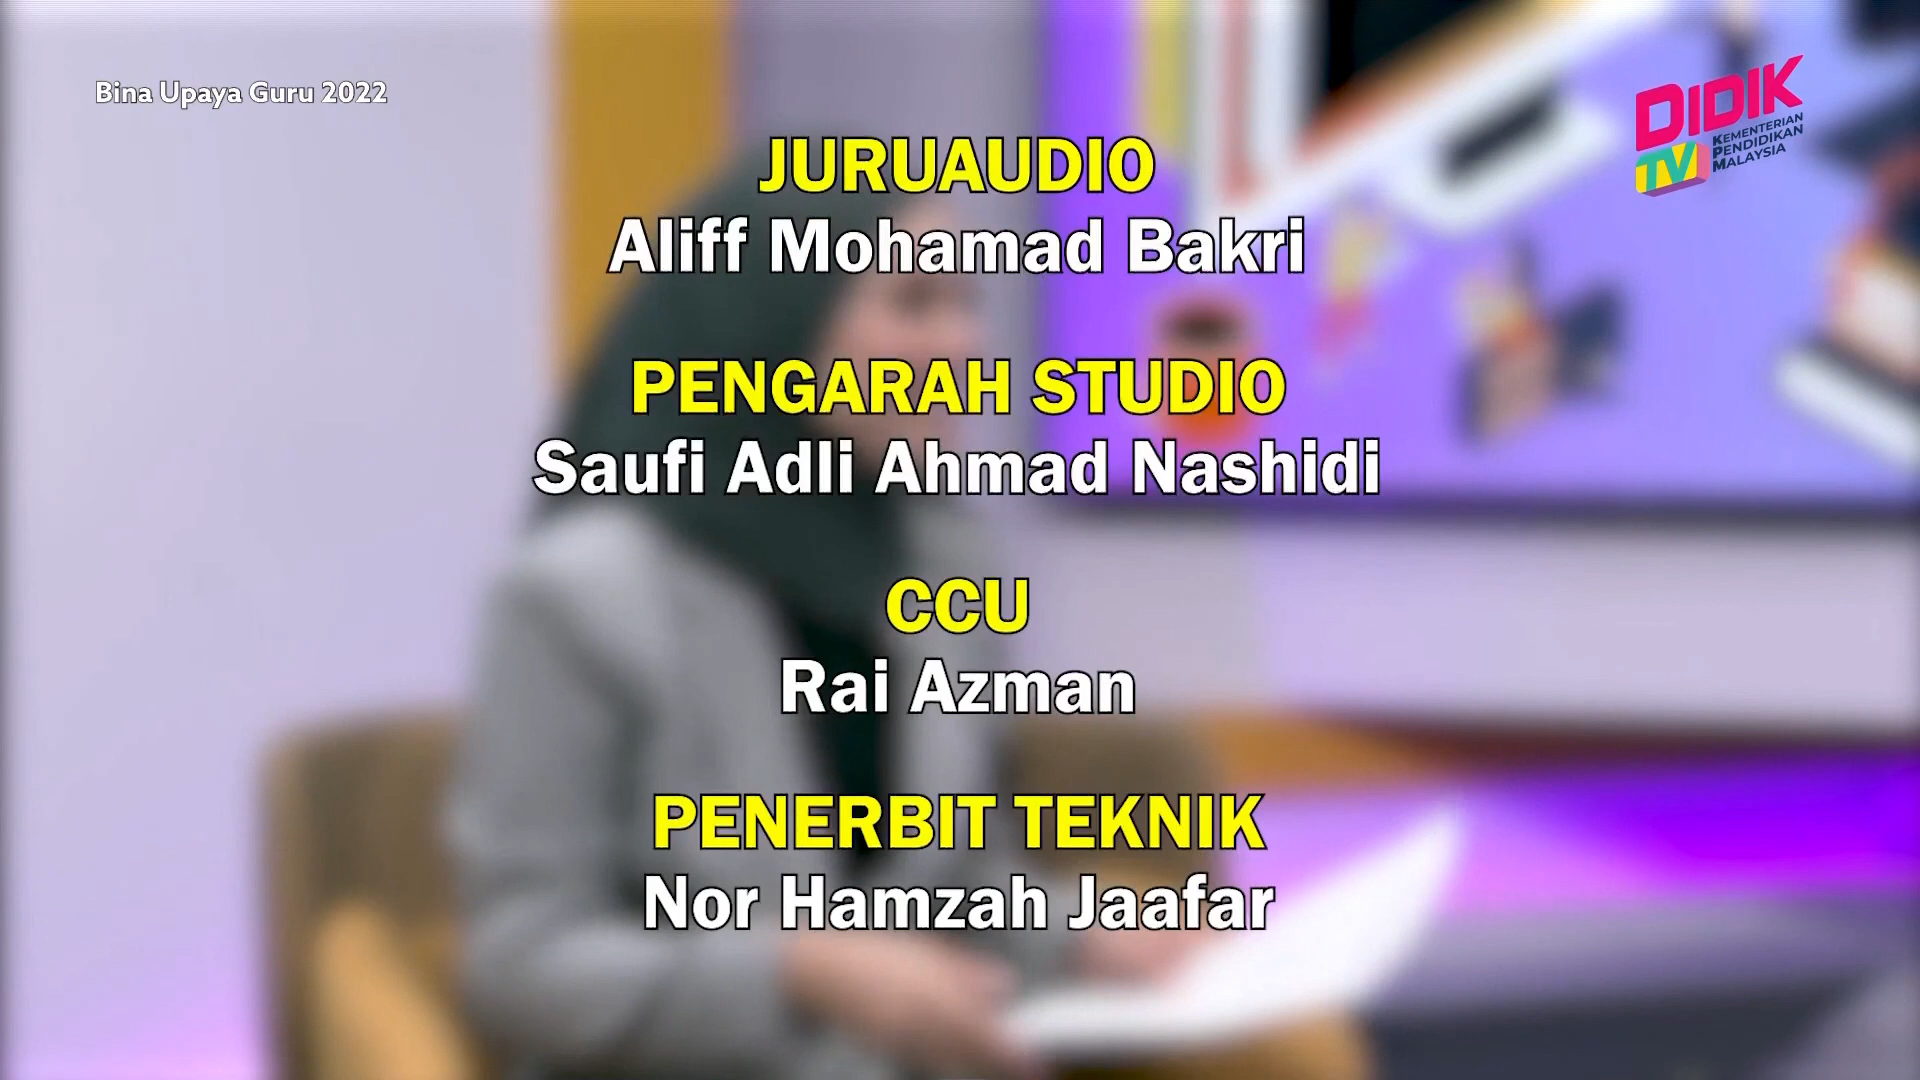 Bina Upaya Guru 2022
DIDIK
TV
KEMENTERIAN
PENDIDIKAN
MALAYSIA
JURUAUDIO
Aliff Mohamad Bakri
PENGARAH STUDIO
Saufi Adli Ahmad Nashidi
CCU
Rai Azman
PENERBIT TEKNIK
Nor Hamzah Jaafar